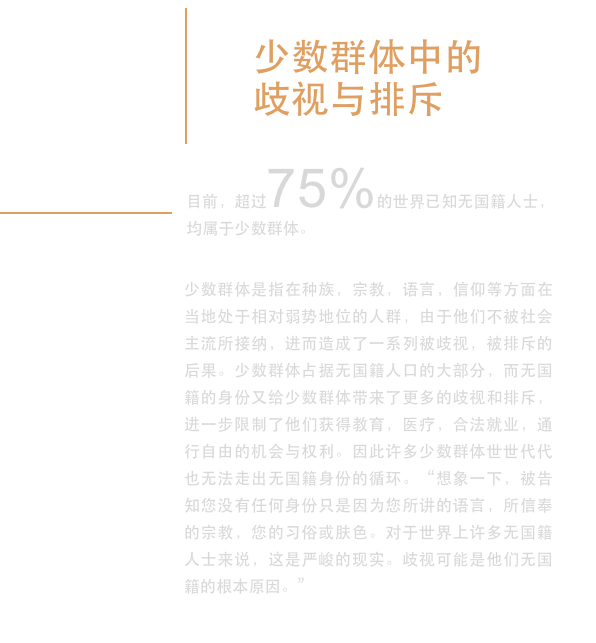 少数群体中的
歧视与排斥
目前，超过75%的世界已知无国籍人士，
均属于少数群体。
少数群体是指在种族，宗教，语言，信仰等方面在
当地处于相对弱势地位的人群，由于他们不被社会
主流所接纳，进而造成了一系列被歧视，被排斥的
后果。少数群体占据无国籍人口的大部分，而无国
籍的身份又给少数群体带来了更多的歧视和排斥，
进一步限制了他们获得教育，医疗，合法就业，通
行自由的机会与权利。因此许多少数群体世世代代
也无法走出无国籍身份的循环。“想象一下，被告
知您没有任何身份只是因为您所讲的语言，所信奉
的宗教，您的习俗或肤色。对于世界上许多无国籍
人士来说，这是严峻的现实。歧视可能是他们无国
籍的根本原因。”